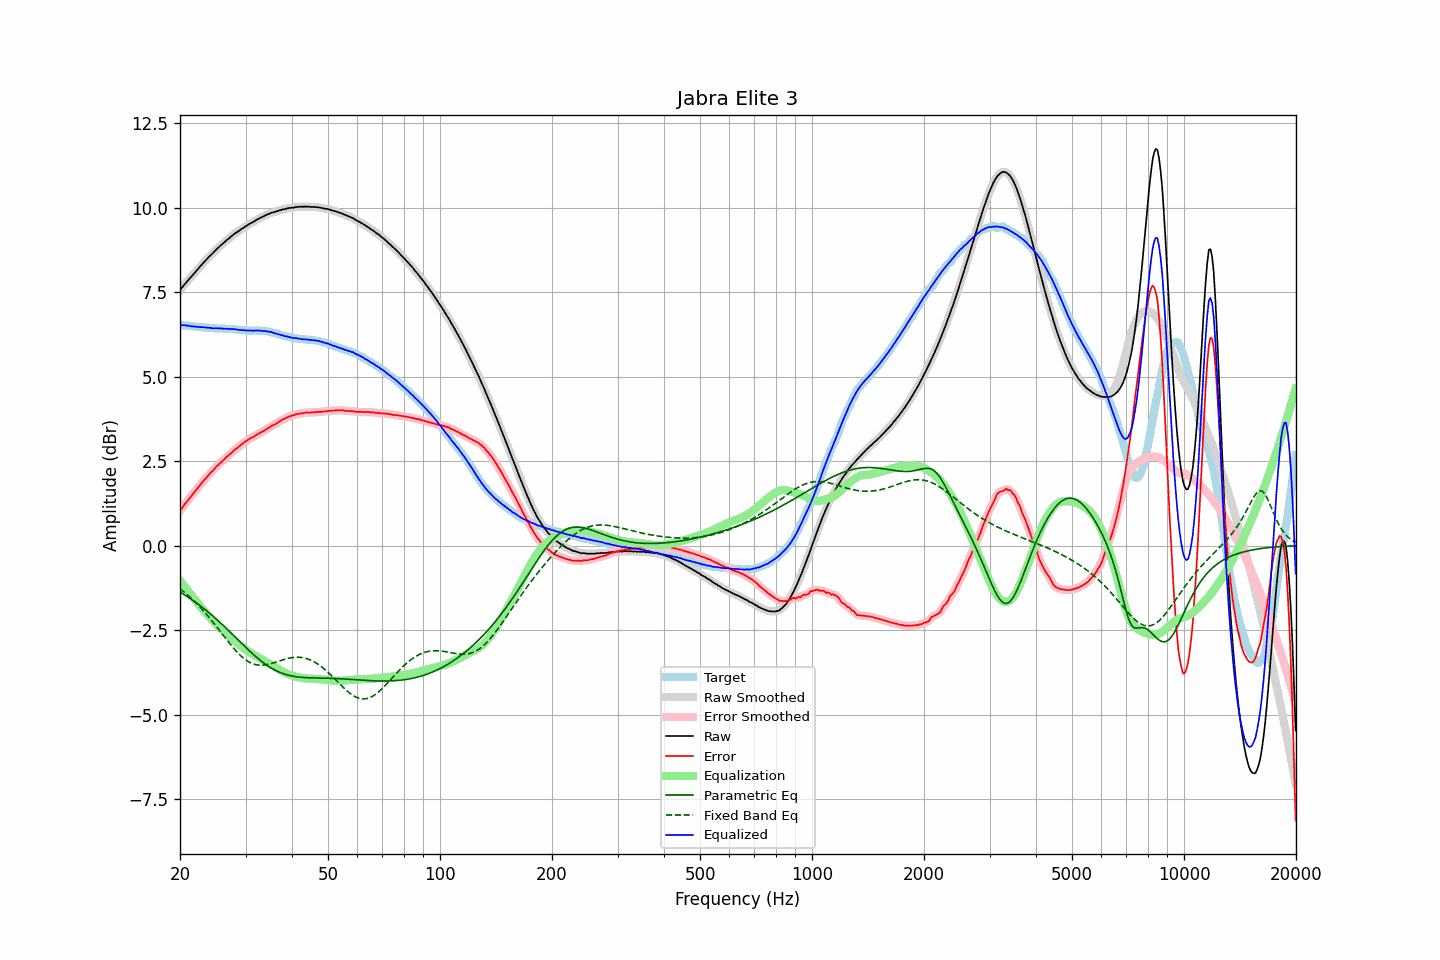 Jabra Elite 3
Amplitude (dBr)
12.5
10.0
7.5
5.0
2.5
0.0
−2.5
−5.0
−7.5
Target
Raw Smoothed
Error Smoothed
Raw
Error
Equalization
Parametric Eq
Fixed Band Eq
Equalized
20 50 100 200 500 1000 2000 5000 10000 20000
Frequency (Hz)